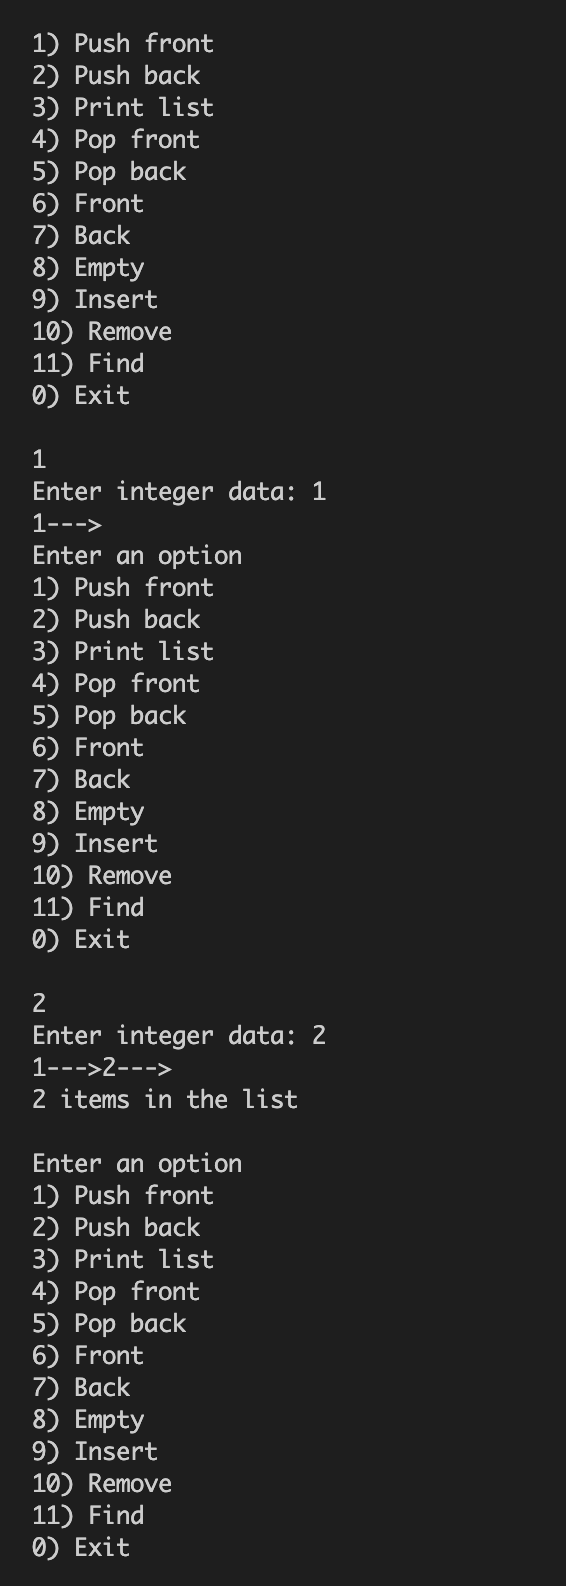 1) Push front
2) Push back
3) Print list
4) Pop front
5) Pop back
6) Front
7) Back
8) Empty
9) Insert
10) Remove
11) Find
0) Exit

1
Enter integer data: 1
1--->
Enter an option
1) Push front
2) Push back
3) Print list
4) Pop front
5) Pop back
6) Front
7) Back
8) Empty
9) Insert
10) Remove
11) Find
0) Exit

2
Enter integer data: 2
1--->2--->
2 items in the list

Enter an option
1) Push front
2) Push back
3) Print list
4) Pop front
5) Pop back
6) Front
7) Back
8) Empty
9) Insert
10) Remove
11) Find
0) Exit